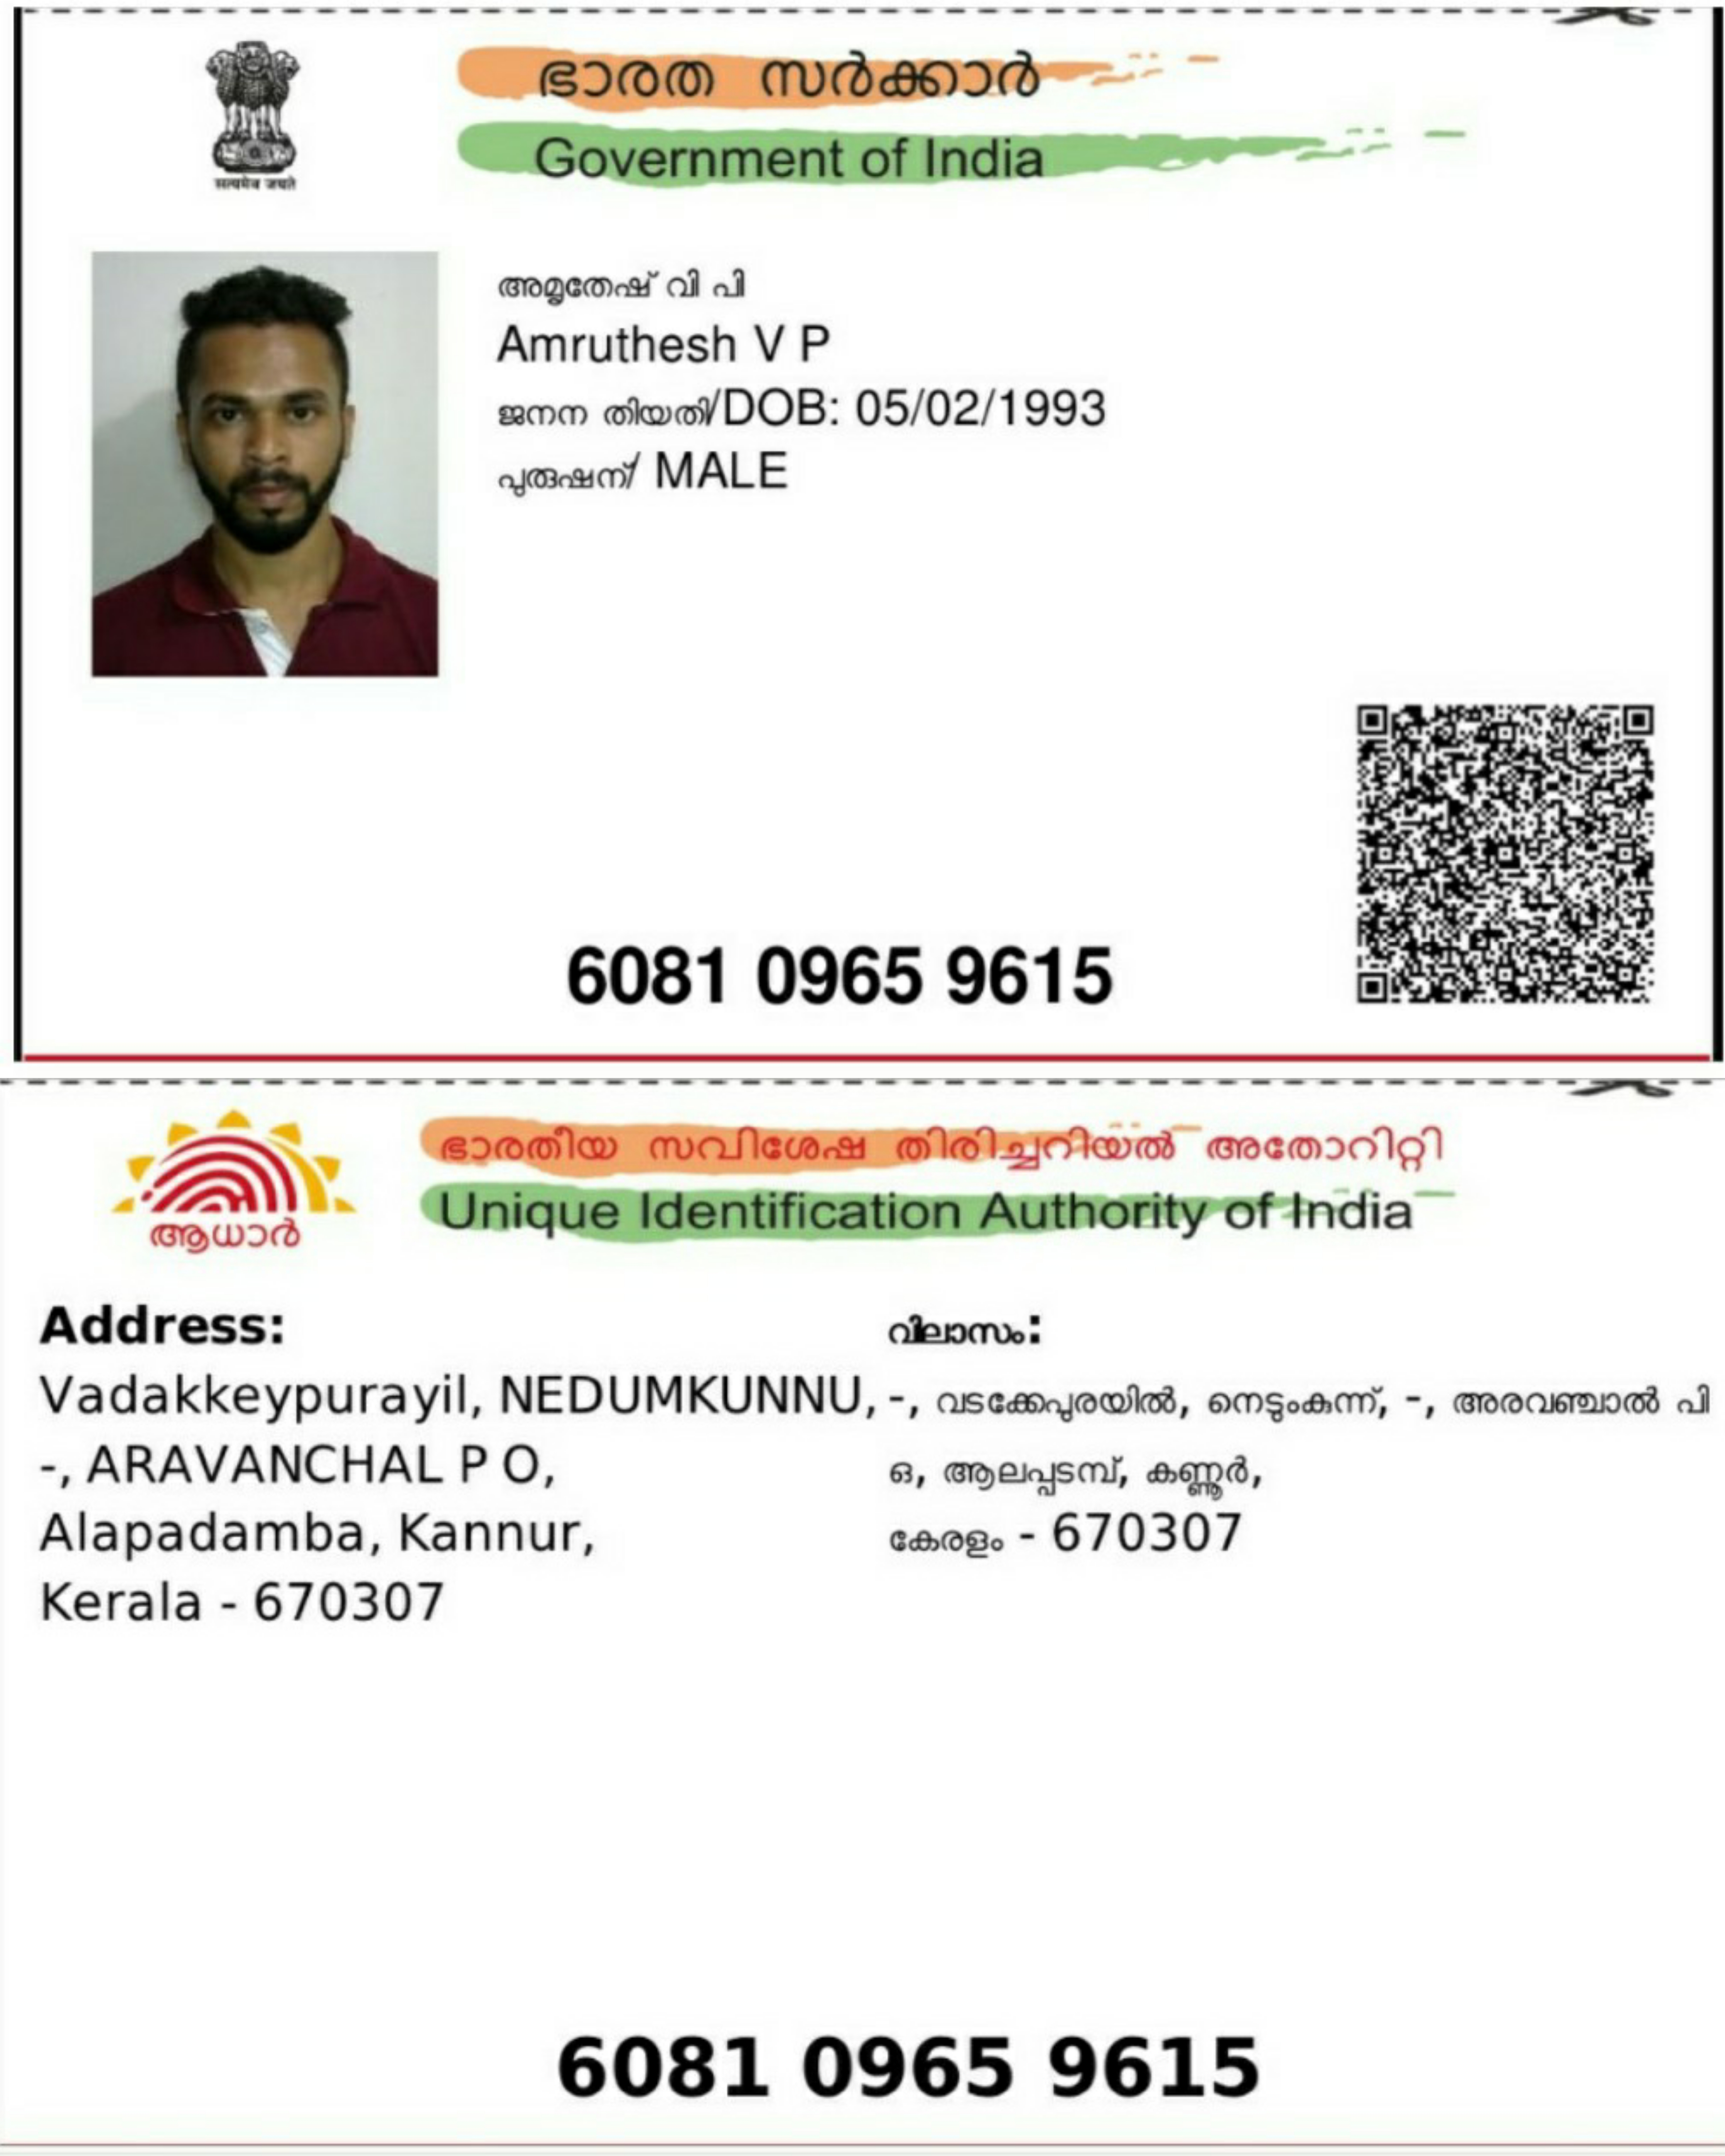 सत्यमेव जयते
ഭാരത സർക്കാർ
Government of India
അമൃതേഷ് വി പി
Amruthesh V P
ജനന തിയതി/DOB: 05/02/1993
പുരുഷന്/ MALE
6081 0965 9615
ആധാർ
ഭാരതീയ സവിശേഷ തിരിച്ചറിയൽ അതോറിറ്റി
Unique Identification Authority of India
Address:
Vadakkeypurayil, NEDUMKUNNU,
-, ARAVANCHAL P O,
Alapadamba, Kannur,
Kerala - 670307
വിലാസം:
-, വടക്കേപുരയിൽ, നെടുംകുന്ന്, -, അരവഞ്ചാൽ പി
ഒ, ആലപ്പടമ്പ്, കണ്ണൂർ,
കേരളം - 670307
6081 0965 9615